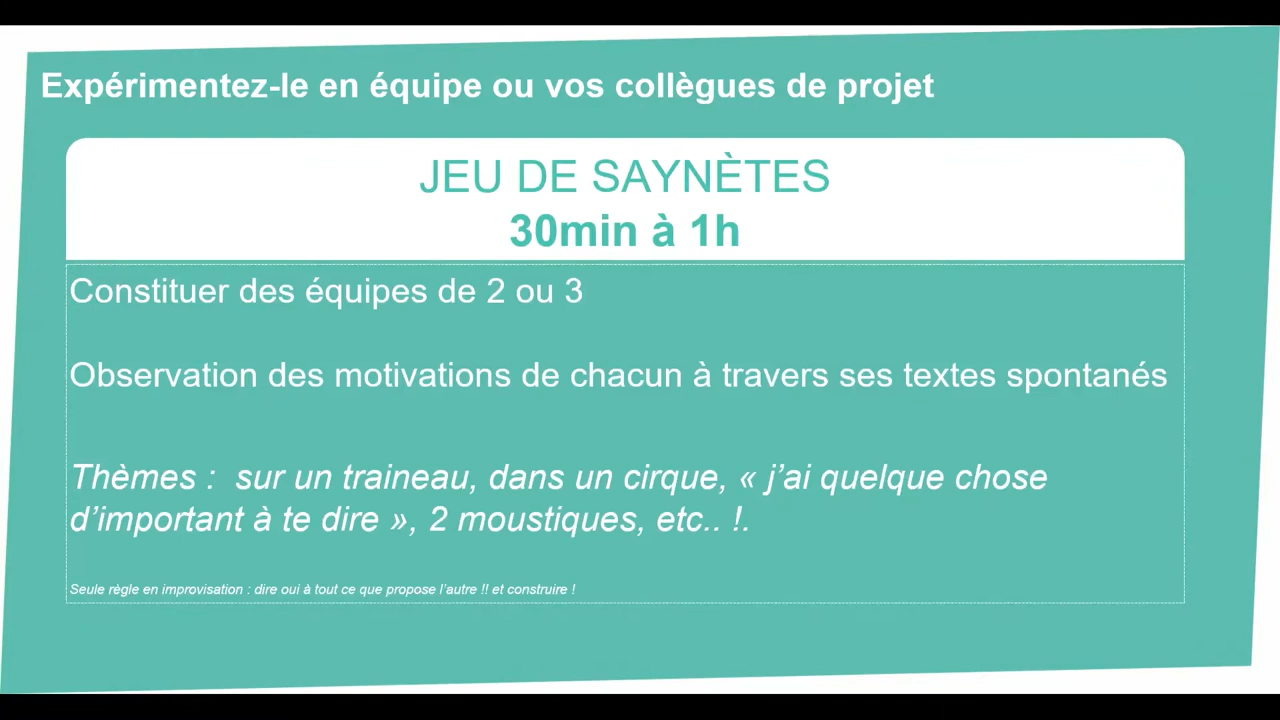 Expérimentez-le en équipe ou vos collègues de projet
JEU DE SAYNÈTES
30min à 1h
Constituer des équipes de 2 ou 3
Observation des motivations de chacun à travers ses textes spontanés
Thèmes :  sur un traineau, dans un cirque, « j’ai quelque chose
d’important à te dire », 2 moustiques, etc.. !.
Seule règle en improvisation : dire oui à tout ce que propose l’autre !! et construire !